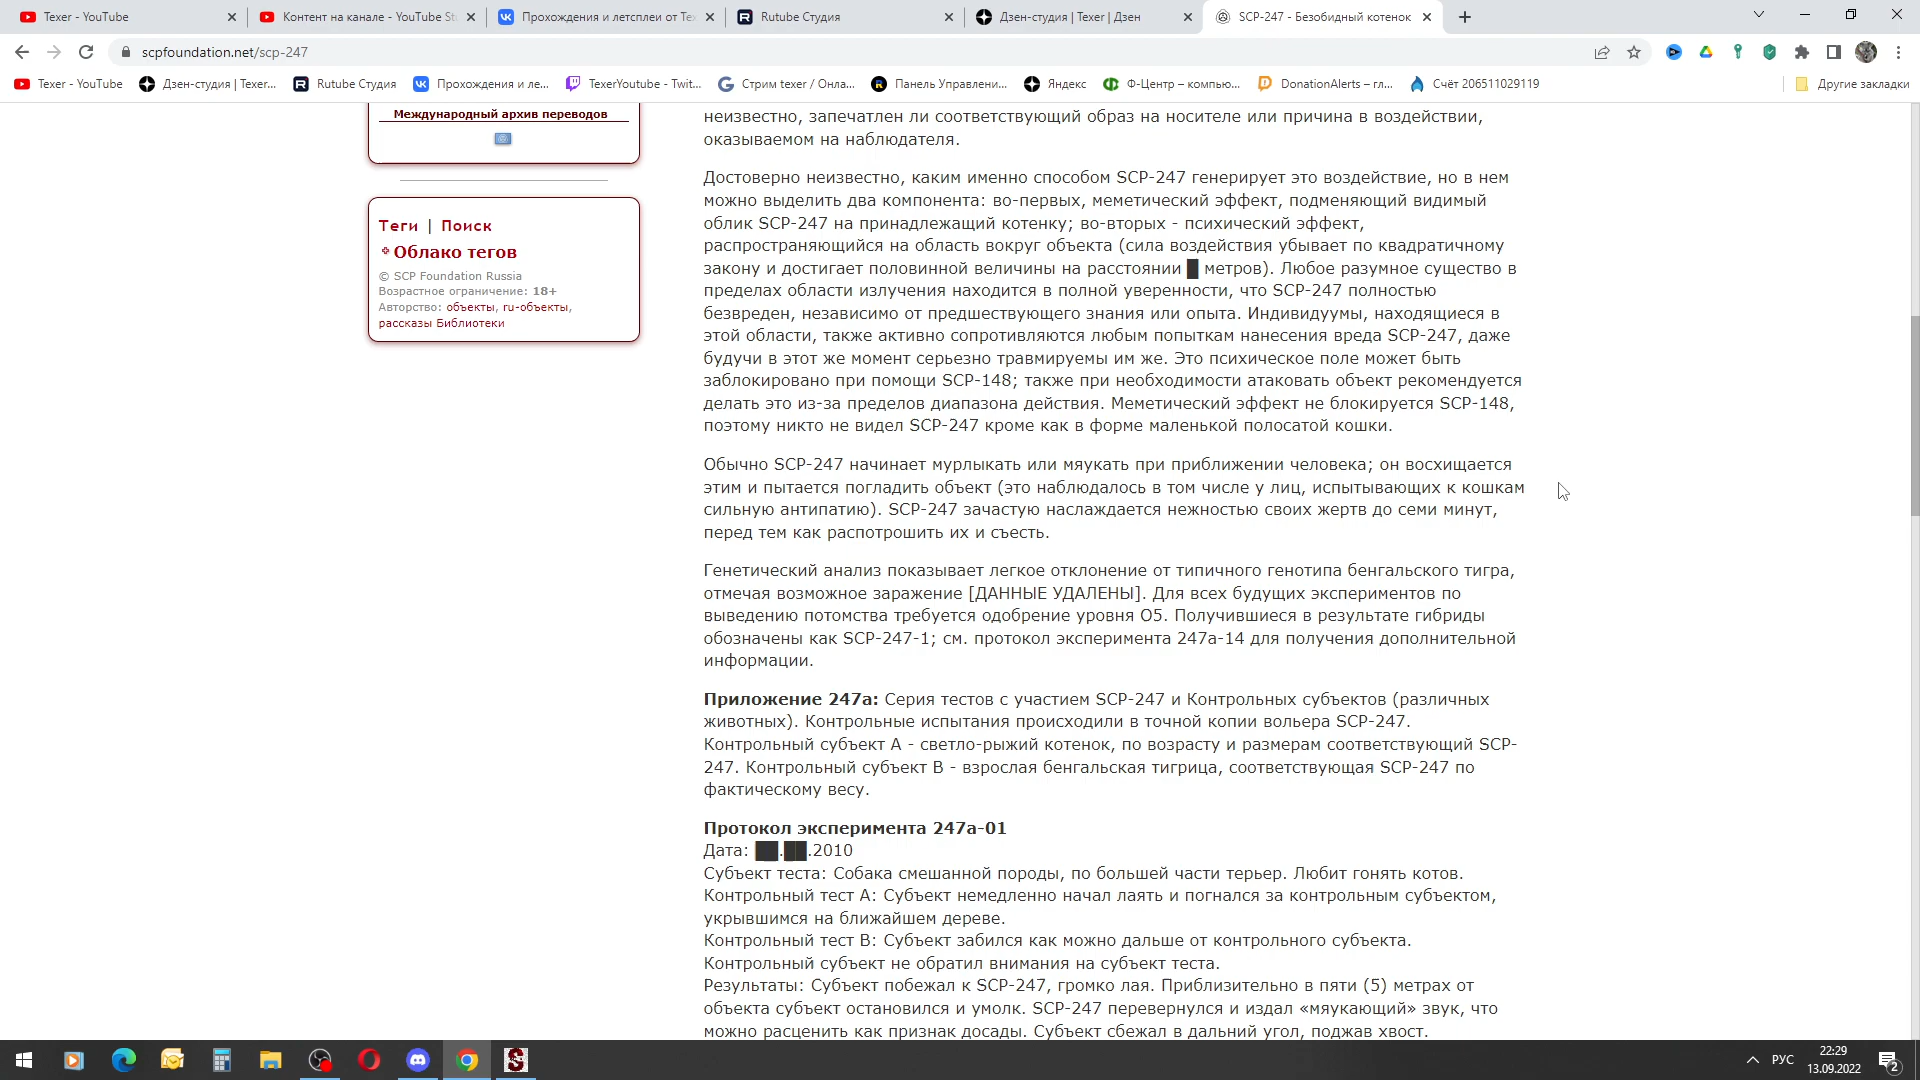 Texer - YouTube
Контент на канале - YouTube St
Прохождения и летсплеи от Tex
Rutube Студия
Дзен-студия | Texer | Дзен
SCP-247 - Безобидный котенок
scpfoundation.net/scp-247
Texer - YouTube
Дзен-студия | Texer...
Rutube Студия
Прохождения и ле...
TexerYoutube - Twit...
Стрим texer / Онла...
Панель Управлени...
Яндекс
Ф-Центр – компью...
DonationAlerts – гл...
Счёт 206511029119
Другие закладки
Международный архив переводов
Теги | Поиск
Облако тегов
© SCP Foundation Russia
Возрастное ограничение: 18+
Авторство: объекты, ru-объекты,
рассказы Библиотеки
неизвестно, запечатлен ли соответствующий образ на носителе или причина в воздействии,
оказываемом на наблюдателя.
Достоверно неизвестно, каким именно способом SCP-247 генерирует это воздействие, но в нем
можно выделить два компонента: во-первых, меметический эффект, подменяющий видимый
облик SCP-247 на принадлежащий котенку; во-вторых - психический эффект,
распространяющийся на область вокруг объекта (сила воздействия убывает по квадратичному
закону и достигает половинной величины на расстоянии █ метров). Любое разумное существо в
пределах области излучения находится в полной уверенности, что SCP-247 полностью
безвреден, независимо от предшествующего знания или опыта. Индивидуумы, находящиеся в
этой области, также активно сопротивляются любым попыткам нанесения вреда SCP-247, даже
будучи в этот же момент серьезно травмируемы им же. Это психическое поле может быть
заблокировано при помощи SCP-148; также при необходимости атаковать объект рекомендуется
делать это из-за пределов диапазона действия. Меметический эффект не блокируется SCP-148,
поэтому никто не видел SCP-247 кроме как в форме маленькой полосатой кошки.
Обычно SCP-247 начинает мурлыкать или мяукать при приближении человека; он восхищается
этим и пытается погладить объект (это наблюдалось в том числе у лиц, испытывающих к кошкам
сильную антипатию). SCP-247 зачастую наслаждается нежностью своих жертв до семи минут,
перед тем как распотрошить их и съесть.
Генетический анализ показывает легкое отклонение от типичного генотипа бенгальского тигра,
отмечая возможное заражение [ДАННЫЕ УДАЛЕНЫ]. Для всех будущих экспериментов по
выведению потомства требуется одобрение уровня О5. Получившиеся в результате гибриды
обозначены как SCP-247-1; см. протокол эксперимента 247a-14 для получения дополнительной
информации.
Приложение 247a: Серия тестов с участием SCP-247 и Контрольных субъектов (различных
животных). Контрольные испытания происходили в точной копии вольера SCP-247.
Контрольный субъект A - светло-рыжий котенок, по возрасту и размерам соответствующий SCP-
247. Контрольный субъект B - взрослая бенгальская тигрица, соответствующая SCP-247 по
фактическому весу.
Протокол эксперимента 247a-01
Дата: ██.██.2010
Субъект теста: Собака смешанной породы, по большей части терьер. Любит гонять котов.
Контрольный тест A: Субъект немедленно начал лаять и погнался за контрольным субъектом,
укрывшимся на ближайшем дереве.
Контрольный тест B: Субъект забился как можно дальше от контрольного субъекта.
Контрольный субъект не обратил внимания на субъект теста.
Результаты: Субъект побежал к SCP-247, громко лая. Приблизительно в пяти (5) метрах от
объекта субъект остановился и умолк. SCP-247 перевернулся и издал «мяукающий» звук, что
можно расценить как признак досады. Субъект сбежал в дальний угол, поджав хвост.
РУС
22:29
13.09.2022
2